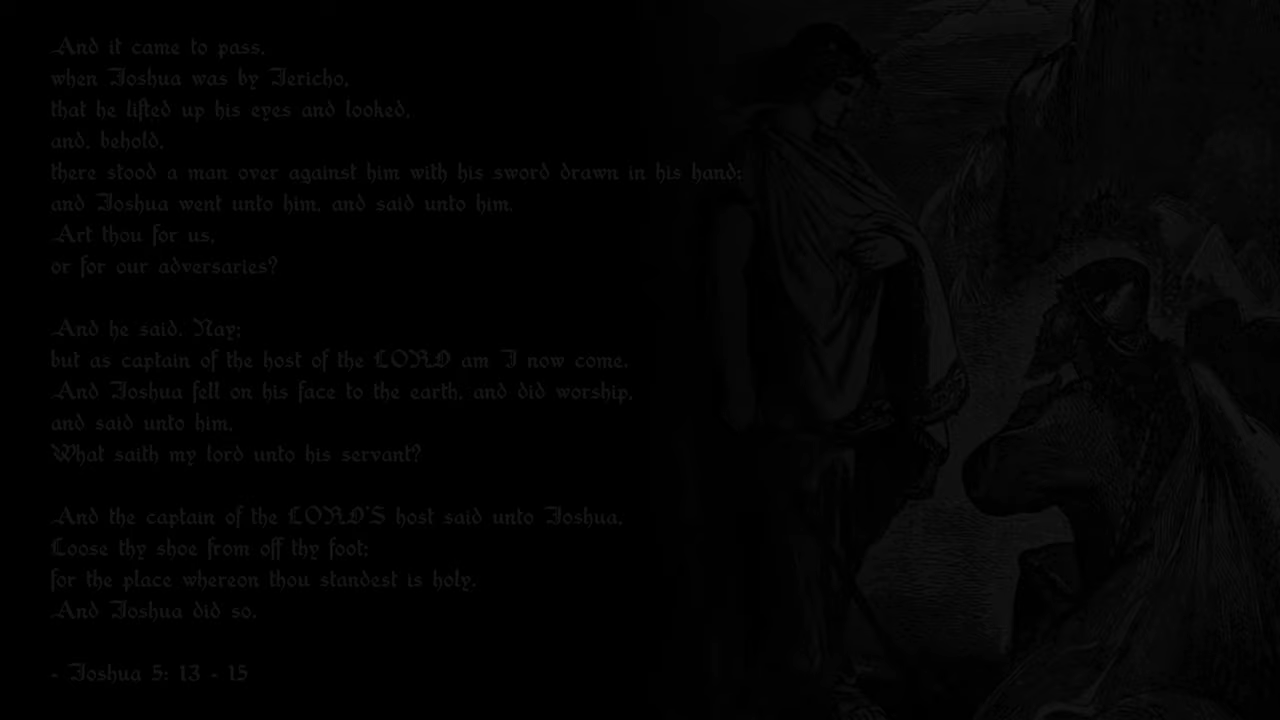 And it came to pass,
when Joshua was by Jericho,
that he lifted up his eyes and looked,
and, behold,
there stood a man over against him with his sword drawn in his hand:
and Joshua went unto him, and said unto him,
Art thou for us,
or for our adversaries?
And he said, Nay;
but as captain of the host of the LORD am I now come.
And Joshua fell on his face to the earth, and did worship,
and said unto him,
What saith my lord unto his servant?
And the captain of the LORD'S host said unto Joshua,
Loose thy shoe from off thy foot;
for the place whereon thou standest is holy.
And Joshua did so.
- Joshua 5: 13 - 15